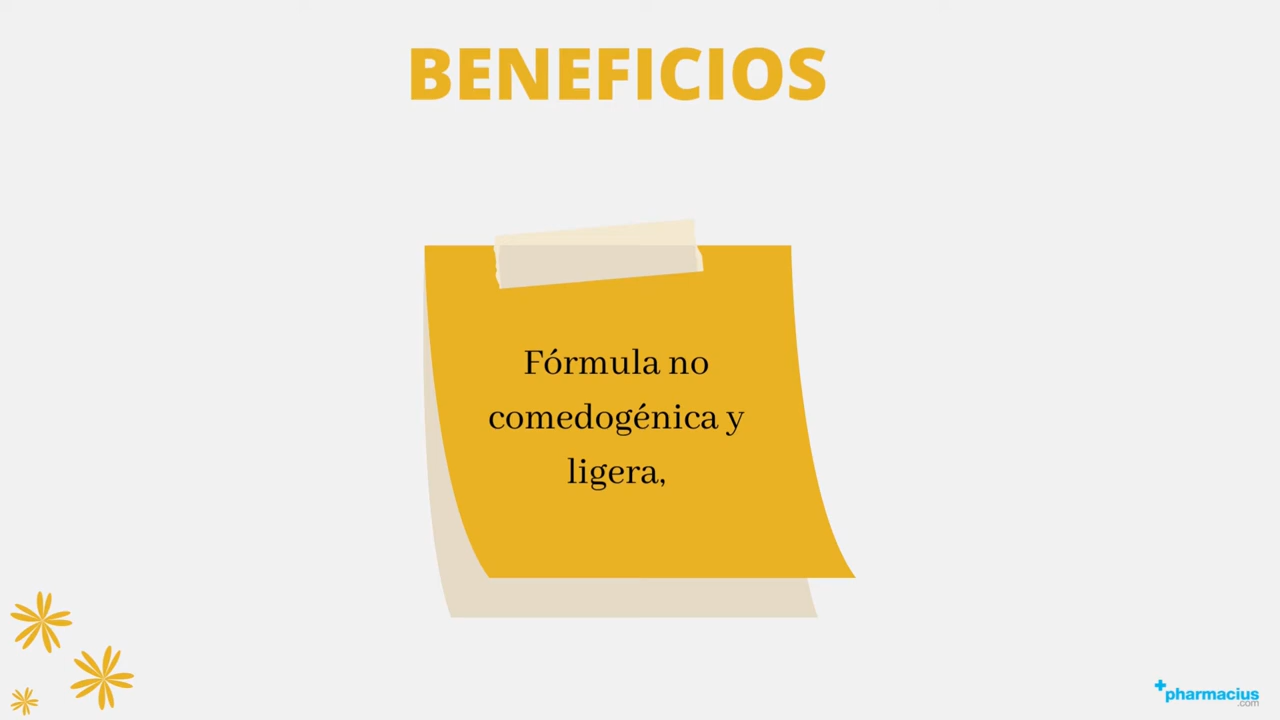 BENEFICIOS
Fórmula no
comedogénica y
ligera,
+pharmacius
.com